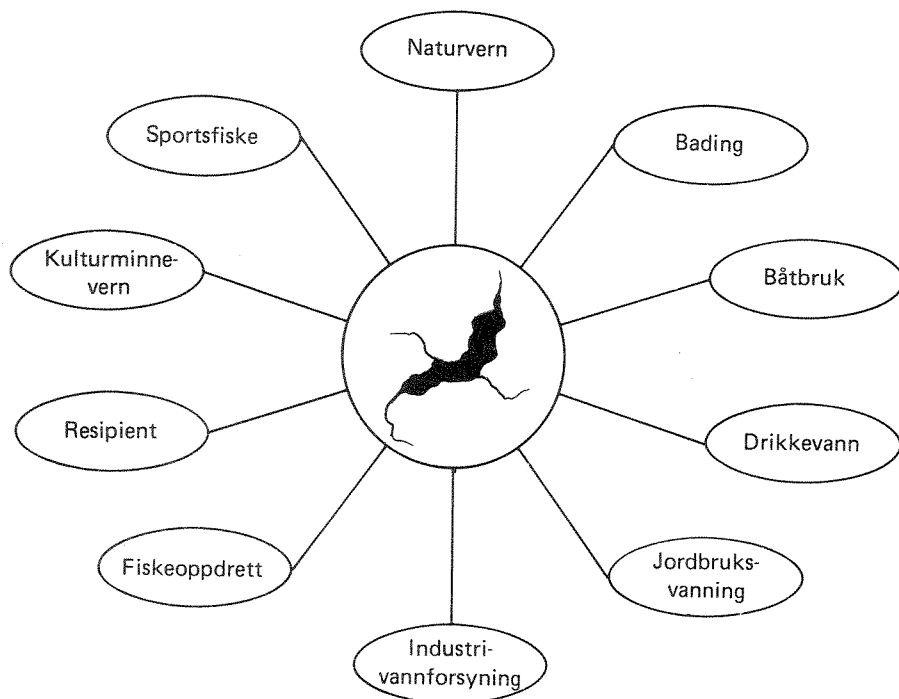 Naturvern
Bading
Båtbruk
Drikkevann
Jordbruks-
vanning
Industri-
vannforsyning
Fiskeoppdrett
Resipient
Kulturminne-
vern
Sportsfiske